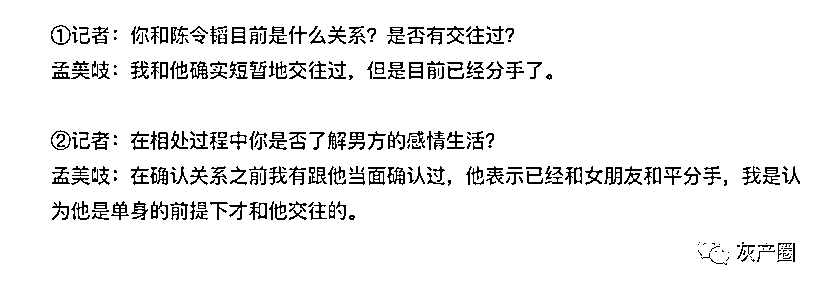 ①记者：你和陈令韬目前是什么关系？是否有交往过？
孟美岐：我和他确实短暂地交往过，但是目前已经分手了。
②记者：在相处过程中你是否了解男方的感情生活？
孟美岐：在确认关系之前我有跟他当面确认过，他表示已经和女朋友和平分手，我是认
为他是单身的前提下才和他交往的。
灰产圈